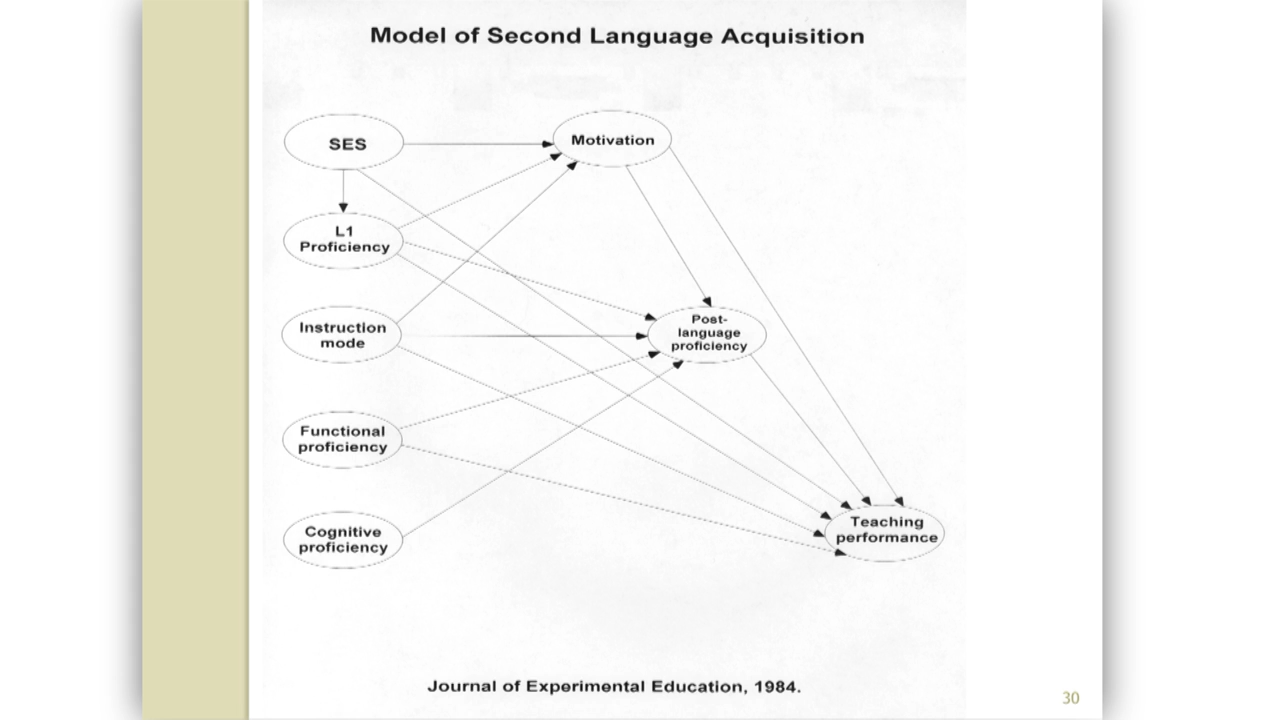 Model of Second Language Acquisition
SES
Motivation
L1
Proficiency
Instruction
mode
Post-
language
proficiency
Functional
proficiency
Cognitive
proficiency
Teaching
performance
Journal of Experimental Education, 1984.
30